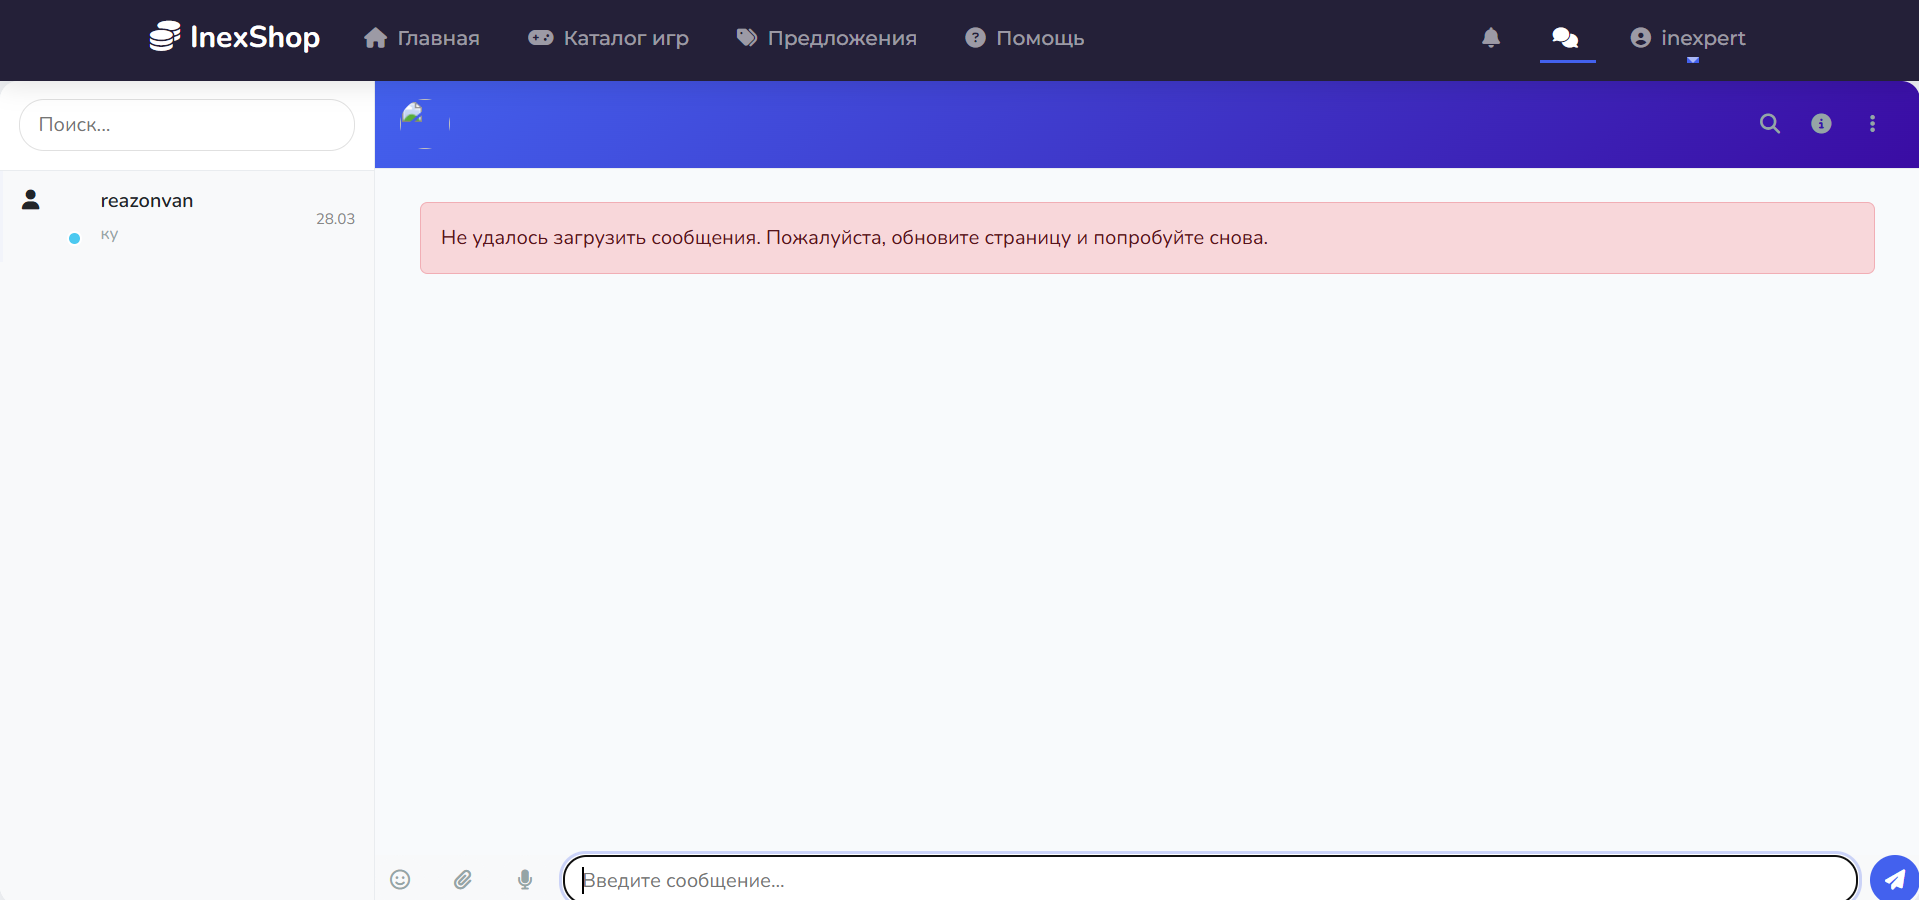 InexShop Главная Каталог игр Предложения Помощь inexpert
Поиск...
reazonvan
28.03
ку
Не удалось загрузить сообщения. Пожалуйста, обновите страницу и попробуйте снова.
Введите сообщение...